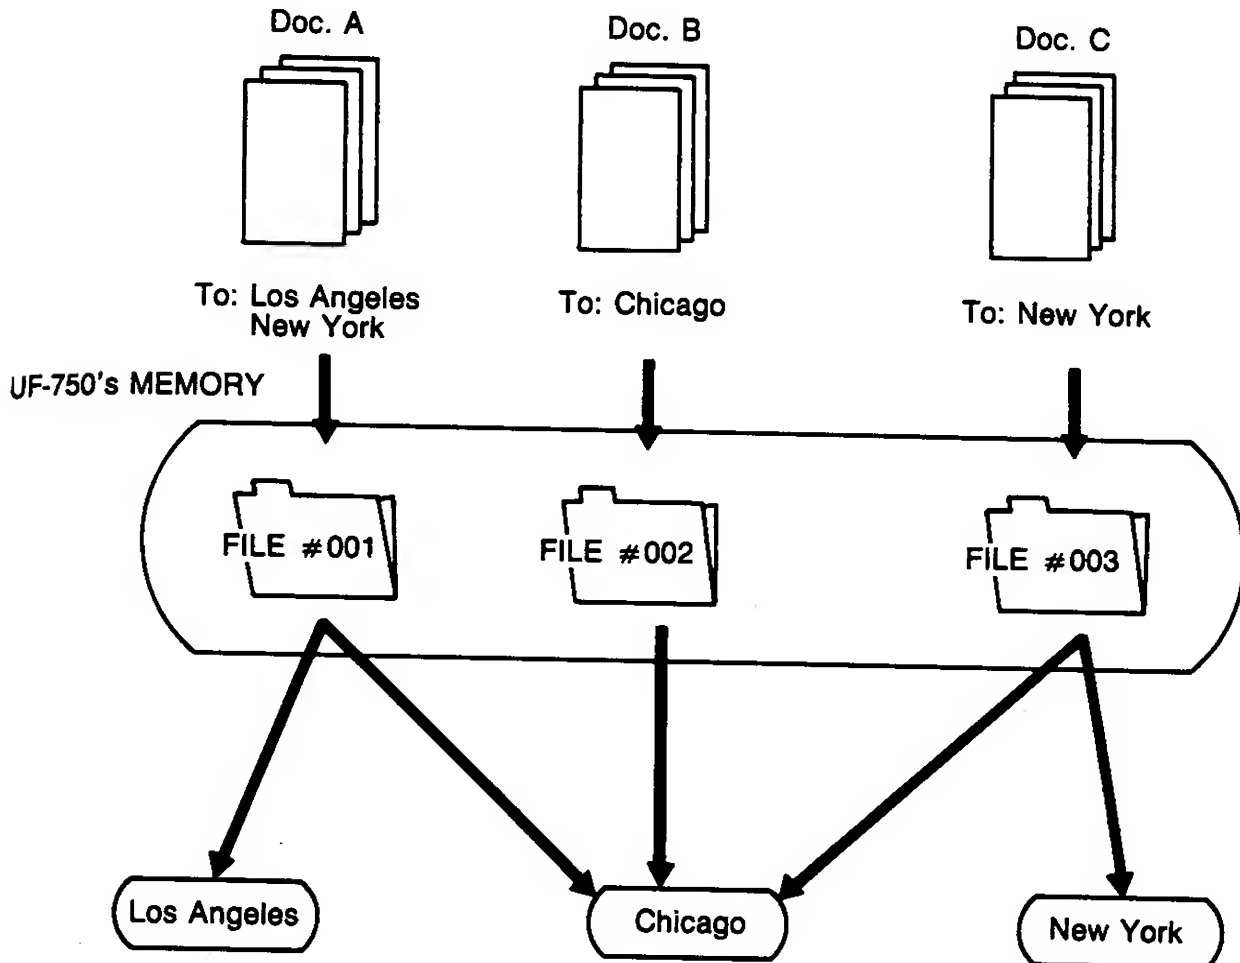 Doc. A
Doc. B
Doc. C
To: Los Angeles
New York
To: Chicago
To: New York
UF-750's MEMORY
FILE #001
FILE #002
FILE #003
Los Angeles
Chicago
New York